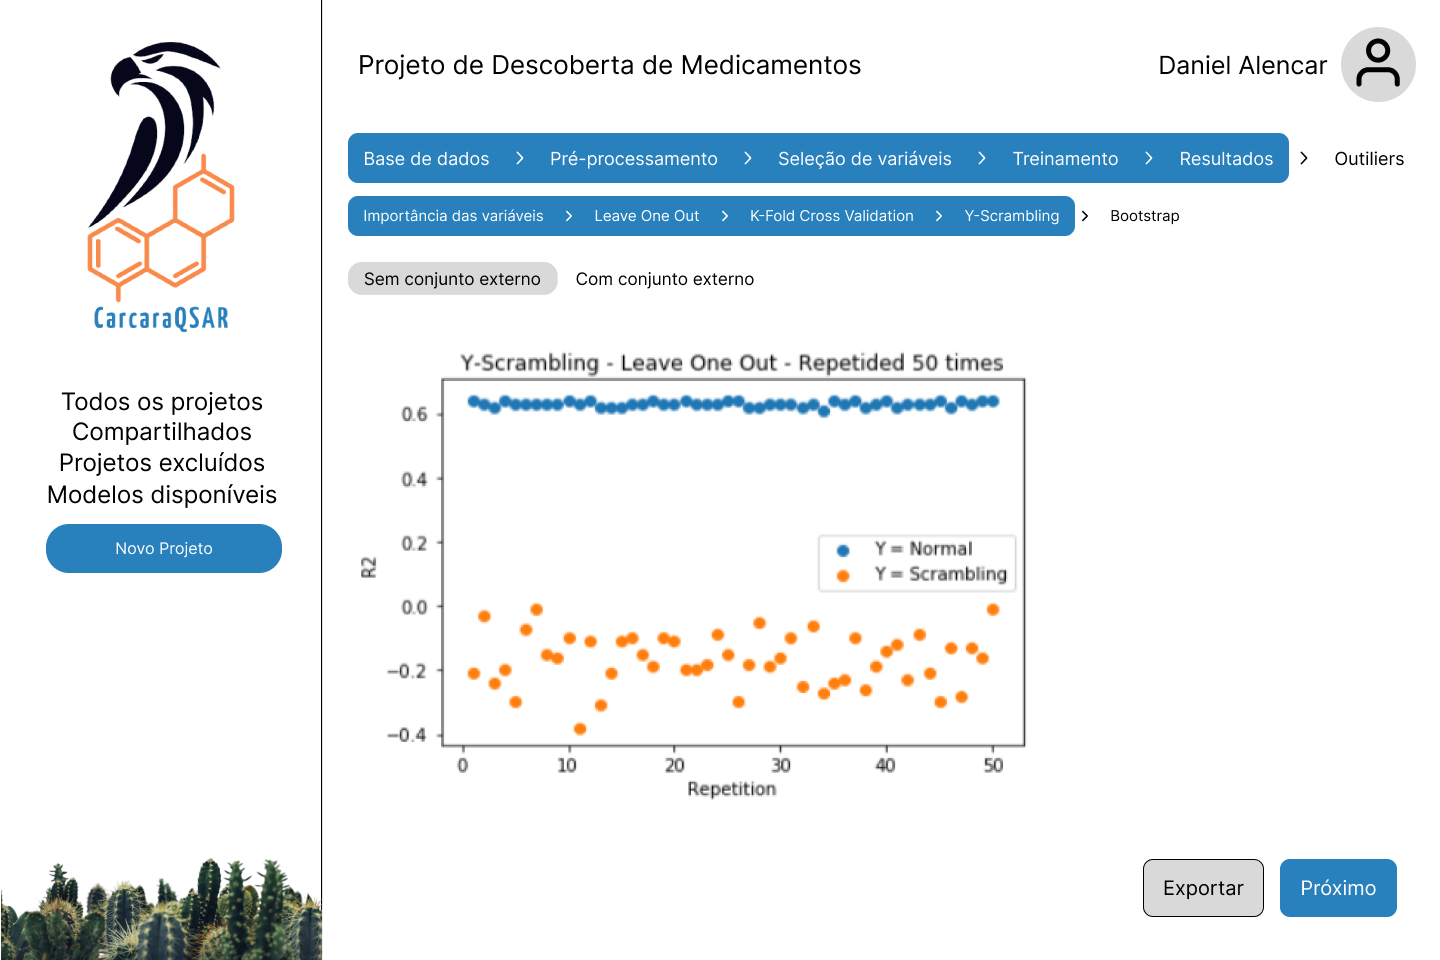 CarcaraQSAR
Todos os projetos
Compartilhados
Projetos excluídos
Modelos disponíveis
Novo Projeto
Projeto de Descoberta de Medicamentos
Daniel Alencar
Base de dados > Pré-processamento > Seleção de variáveis > Treinamento > Resultados > Outiliers
Importância das variáveis > Leave One Out > K-Fold Cross Validation > Y-Scrambling > Bootstrap
Sem conjunto externo Com conjunto externo
Y-Scrambling - Leave One Out - Repetided 50 times
0.6
0.4
0.2
0.0
−0.2
−0.4
R2
Y = Normal
Y = Scrambling
0 10 20 30 40 50
Repetition
Exportar Próximo